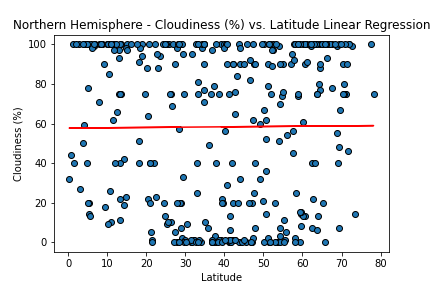 Northern Hemisphere - Cloudiness (%) vs. Latitude Linear Regression
100
80
60
40
20
0
Cloudiness (%)
0 10 20 30 40 50 60 70 80
Latitude